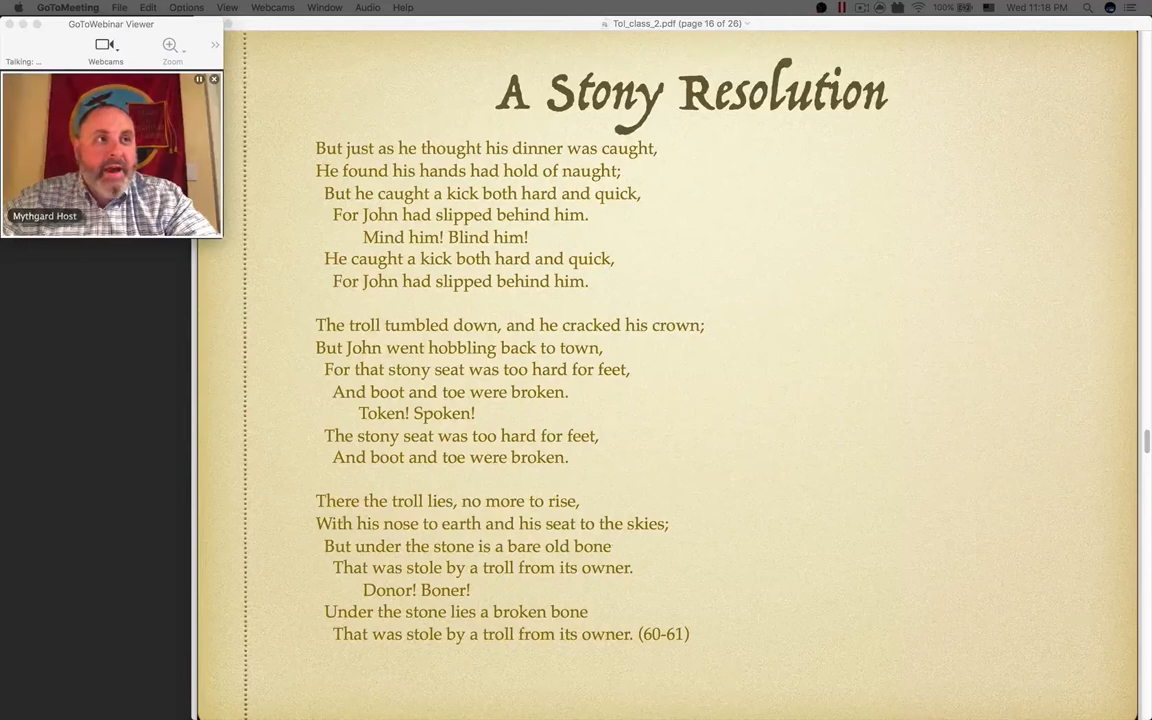 GoToMeeting File Edit Options View Webcams Window Audio Help 100% Wed 11:18 PM
GoToWebinar Viewer
Tol_class_2.pdf (page 16 of 26)
Talking: ... Webcams Zoom
Mythgard Host
A Stony Resolution
But just as he thought his dinner was caught,
He found his hands had hold of naught;
But he caught a kick both hard and quick,
For John had slipped behind him.
Mind him! Blind him!
He caught a kick both hard and quick,
For John had slipped behind him.
The troll tumbled down, and he cracked his crown;
But John went hobbling back to town,
For that stony seat was too hard for feet,
And boot and toe were broken.
Token! Spoken!
The stony seat was too hard for feet,
And boot and toe were broken.
There the troll lies, no more to rise,
With his nose to earth and his seat to the skies;
But under the stone is a bare old bone
That was stole by a troll from its owner.
Donor! Boner!
Under the stone lies a broken bone
That was stole by a troll from its owner. (60-61)